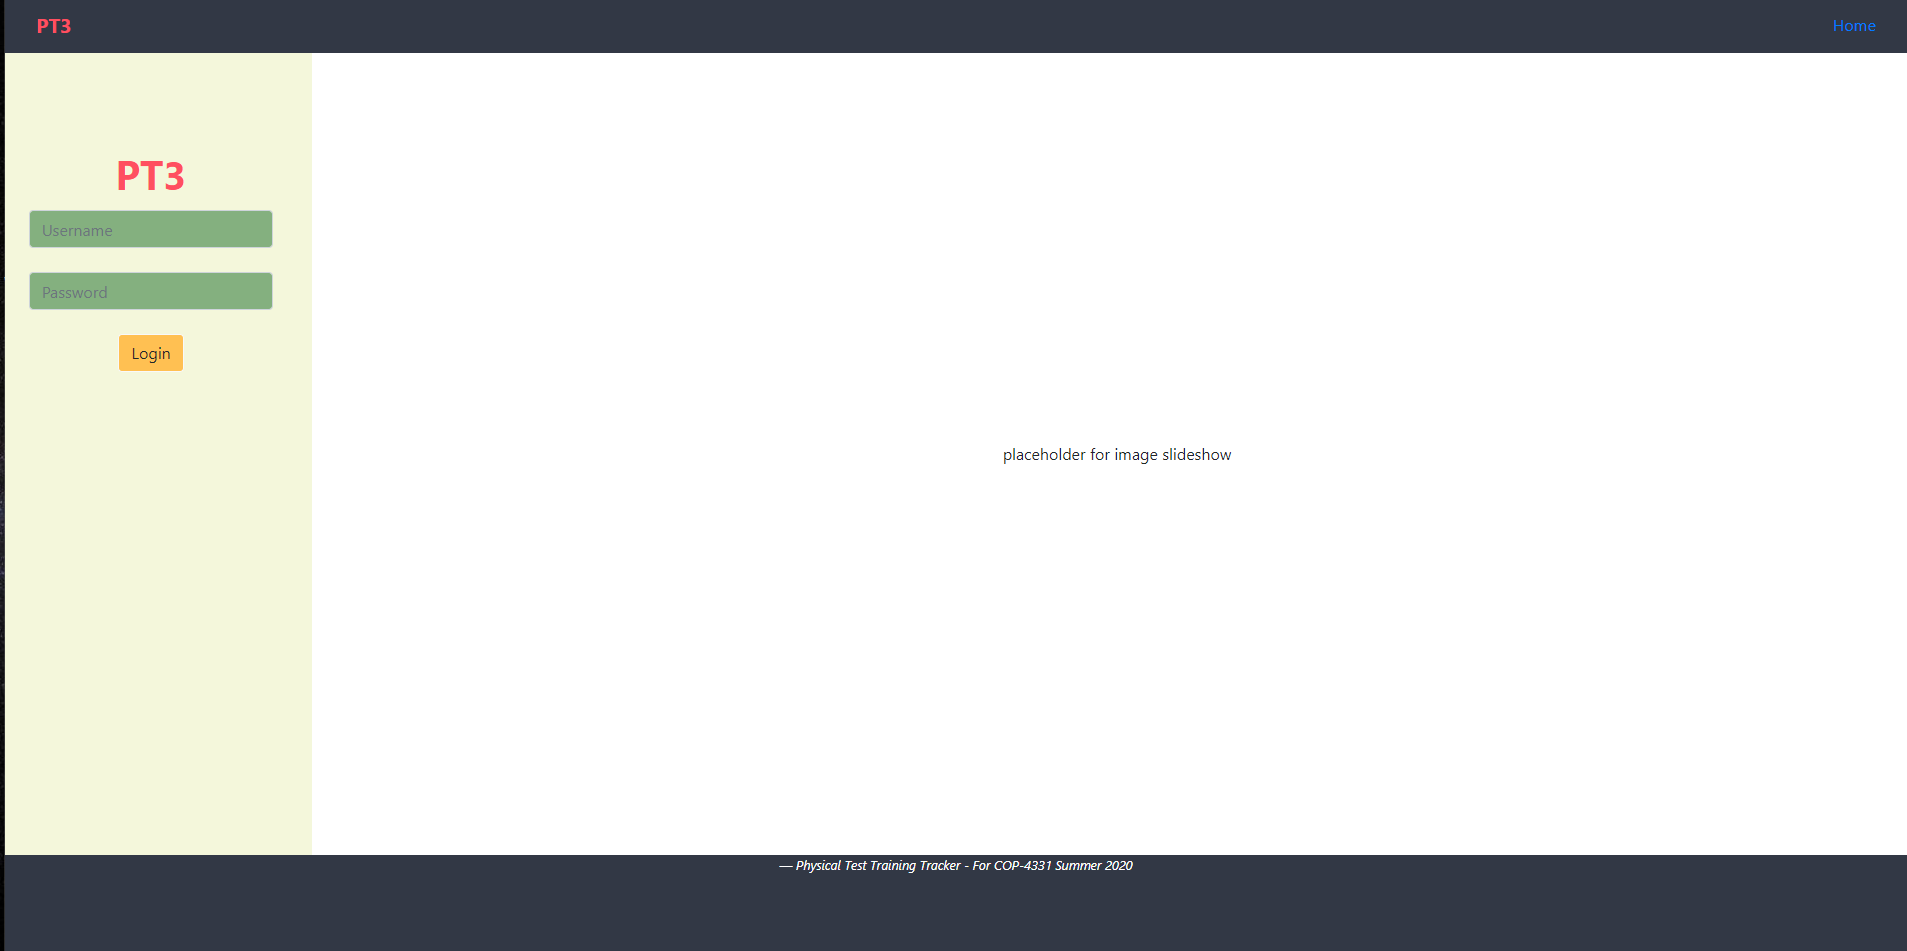 PT3
Home
PT3
Username
Password
Login
placeholder for image slideshow
— Physical Test Training Tracker - For COP-4331 Summer 2020